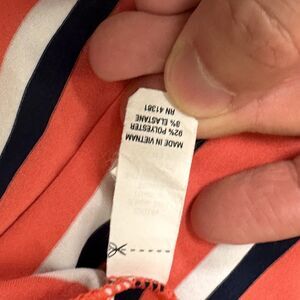 MADE IN VIETNAM
92% POLYESTER
8% ELASTANE
RN 41381